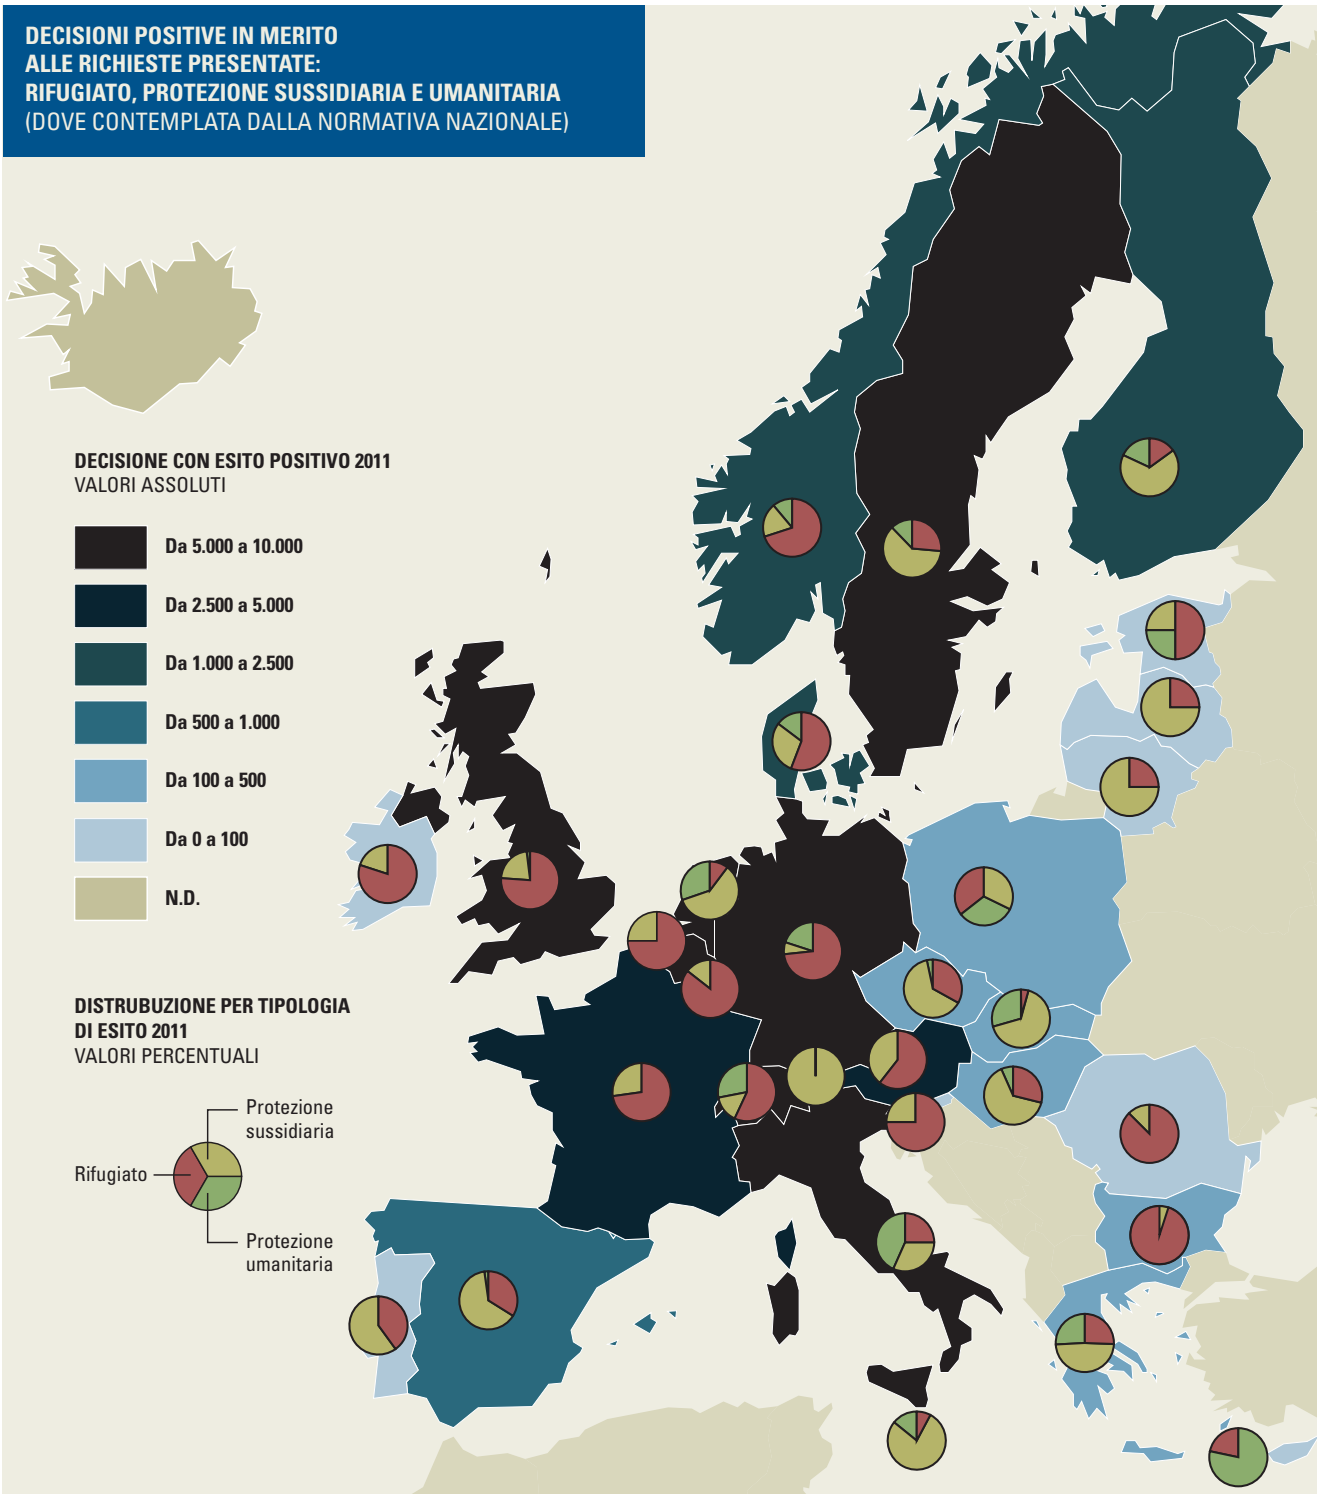 DECISIONI POSITIVE IN MERITO
ALLE RICHIESTE PRESENTATE:
RIFUGIATO, PROTEZIONE SUSSIDIARIA E UMANITARIA
(DOVE CONTEMPLATA DALLA NORMATIVA NAZIONALE)
DECISIONE CON ESITO POSITIVO 2011
VALORI ASSOLUTI
Da 5.000 a 10.000
Da 2.500 a 5.000
Da 1.000 a 2.500
Da 500 a 1.000
Da 100 a 500
Da 0 a 100
N.D.
DISTRUBUZIONE PER TIPOLOGIA
DI ESITO 2011
VALORI PERCENTUALI
Protezione
sussidiaria
Rifugiato
Protezione
umanitaria